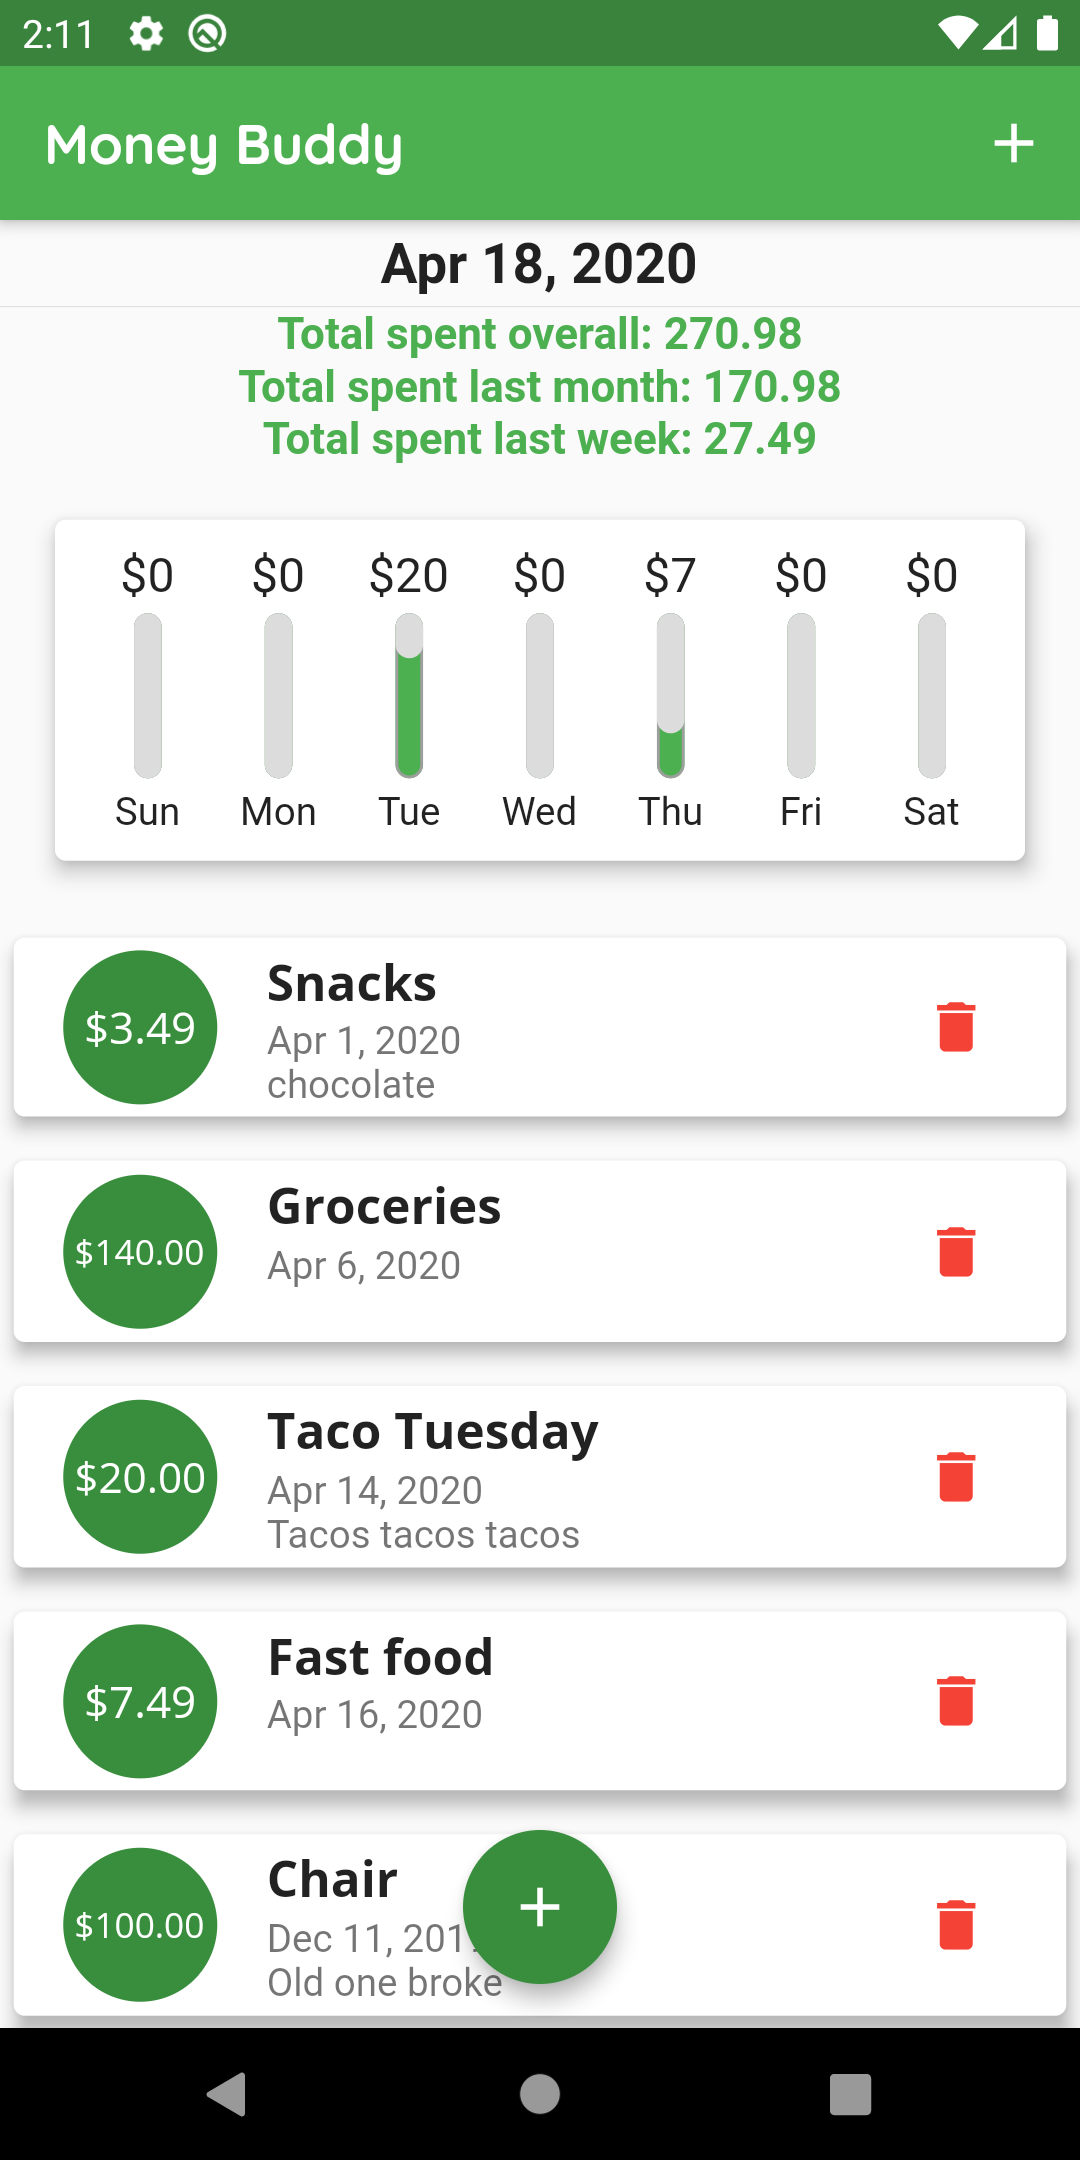 2:11
Money Buddy
Apr 18, 2020
Total spent overall: 270.98
Total spent last month: 170.98
Total spent last week: 27.49
$0 $0 $20 $0 $7 $0 $0
Sun Mon Tue Wed Thu Fri Sat
Snacks
$3.49
Apr 1, 2020
chocolate
Groceries
$140.00
Apr 6, 2020
Taco Tuesday
$20.00
Apr 14, 2020
Tacos tacos tacos
Fast food
$7.49
Apr 16, 2020
Chair
$100.00
Dec 11,
Old one broke